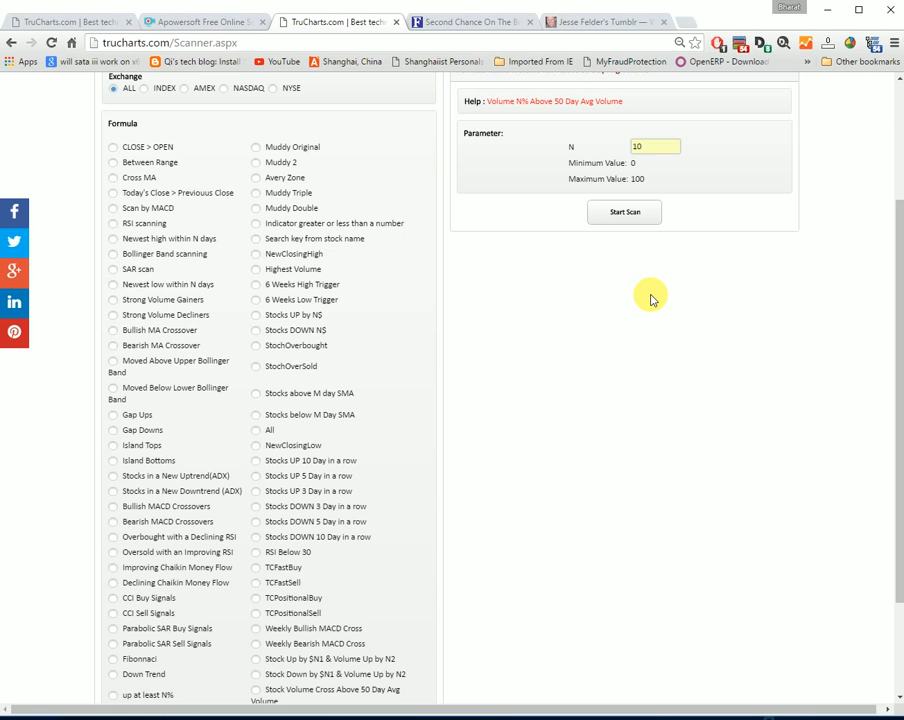 Bharat
TruCharts.com | Best tech
Apowersoft Free Online S
TruCharts.com | Best tech
Second Chance On The B
Jesse Felder's Tumblr — W
trucharts.com/Scanner.aspx
Apps
will sata iii work on x
Qi's tech blog: Install
YouTube
Shanghai, China
Shanghaiist Personals
Imported From IE
MyFraudProtection
OpenERP - Download
Other bookmarks
Exchange
ALL INDEX AMEX NASDAQ NYSE
Formula
CLOSE > OPEN
Muddy Original
Between Range
Muddy 2
Cross MA
Avery Zone
Today's Close > Previouus Close
Muddy Triple
Scan by MACD
Muddy Double
RSI scanning
Indicator greater or less than a number
Newest high within N days
Search key from stock name
Bollinger Band scanning
NewClosingHigh
SAR scan
Highest Volume
Newest low within N days
6 Weeks High Trigger
Strong Volume Gainers
6 Weeks Low Trigger
Strong Volume Decliners
Stocks UP by N$
Bullish MA Crossover
Stocks DOWN N$
Bearish MA Crossover
StochOverbought
Moved Above Upper Bollinger
Band
StochOverSold
Moved Below Lower Bollinger
Band
Stocks above M day SMA
Gap Ups
Stocks below M Day SMA
Gap Downs
All
Island Tops
NewClosingLow
Island Bottoms
Stocks UP 10 Day in a row
Stocks in a New Uptrend(ADX)
Stocks UP 5 Day in a row
Stocks in a New Downtrend (ADX)
Stocks UP 3 Day in a row
Bullish MACD Crossovers
Stocks DOWN 3 Day in a row
Bearish MACD Crossovers
Stocks DOWN 5 Day in a row
Overbought with a Declining RSI
Stocks DOWN 10 Day in a row
Oversold with an Improving RSI
RSI Below 30
Improving Chaikin Money Flow
TCFastBuy
Declining Chaikin Money Flow
TCFastSell
CCI Buy Signals
TCPositionalBuy
CCI Sell Signals
TCPositionalSell
Parabolic SAR Buy Signals
Weekly Bullish MACD Cross
Parabolic SAR Sell Signals
Weekly Bearish MACD Cross
Fibonnaci
Stock Up by $N1 & Volume Up by N2
Down Trend
Stock Down by $N1 & Volume Up by N2
up at least N%
Stock Volume Cross Above 50 Day Avg
Volume
Help : Volume N% Above 50 Day Avg Volume
Parameter:
N 10
Minimum Value: 0
Maximum Value: 100
Start Scan